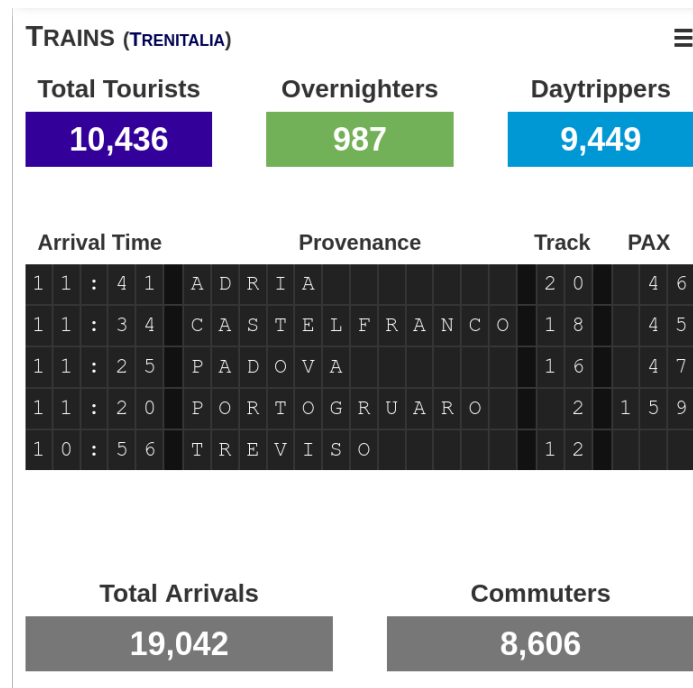 TRAINS (TRENITALIA)
Total Tourists Overnighters Daytrippers
10,436 987 9,449
Arrival Time Provenance Track PAX
11:41 ADRIA 20 46
11:34 CASTELFRANCO 18 45
11:25 PADOVA 16 47
11:20 PORTOGRUARO 2 159
10:56 TREVISO 12
Total Arrivals Commuters
19,042 8,606